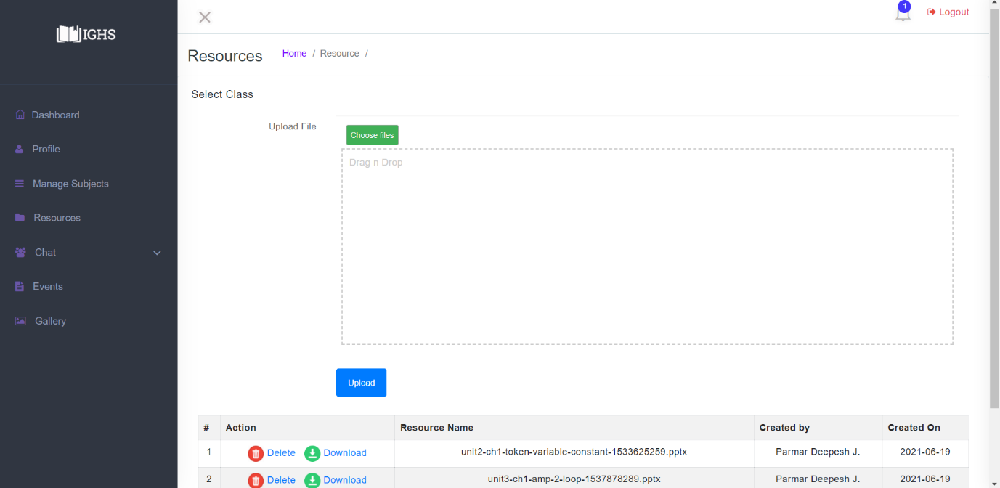 IGHS
Dashboard
Profile
Manage Subjects
Resources
Chat
Events
Gallery
1
Logout
Resources
Home / Resource /
Select Class
Upload File
Choose files
Drag n Drop
Upload
# Action Resource Name Created by Created On
1 Delete Download unit2-ch1-token-variable-constant-1533625259.pptx Parmar Deepesh J. 2021-06-19
2 Delete Download unit3-ch1-amp-2-loop-1537878289.pptx Parmar Deepesh J. 2021-06-19